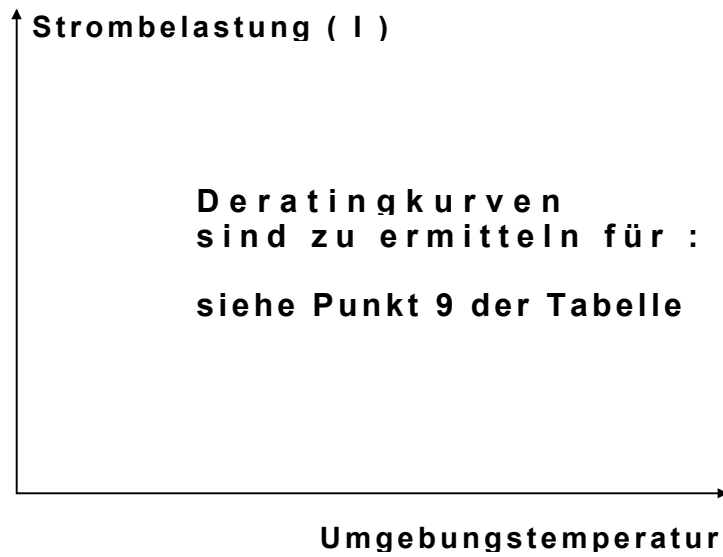 Strombelastung ( I )
Deratingkurven
sind zu ermitteln für :
siehe Punkt 9 der Tabelle
Umgebungstemperatur